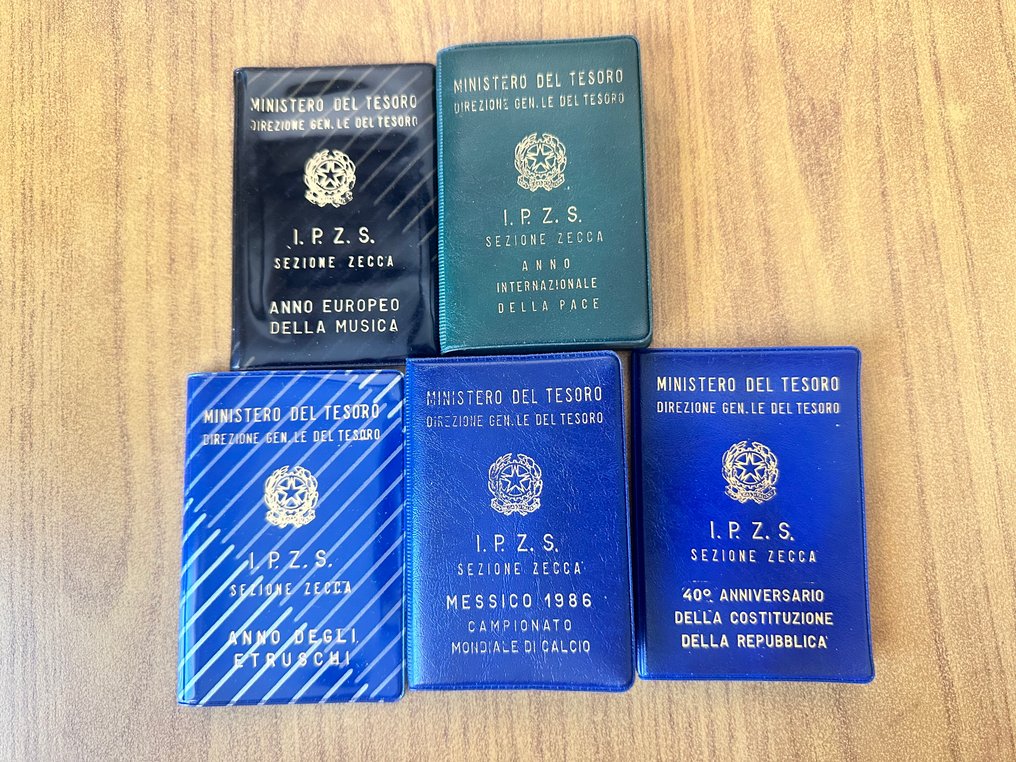 MINISTERO DEL TESORO
DIREZIONE GEN.LE DEL TESORO
I. P. Z. S.
SEZIONE ZECCA
ANNO EUROPEO
DELLA MUSICA
MINISTERO DEL TESORO
DIREZIONE GEN.LE DEL TESORO
I. P. Z. S.
SEZIONE ZECCA
ANNO
INTERNAZIONALE
DELLA PACE
MINISTERO DEL TESORO
DIREZIONE GEN.LE DEL TESORO
I. P. Z. S.
SEZIONE ZECCA
ANNO DEGLI
ETRUSCHI
MINISTERO DEL TESORO
DIREZIONE GEN.LE DEL TESORO
I. P. Z. S.
SEZIONE ZECCA
MESSICO 1986
CAMPIONATO
MONDIALE DI CALCIO
MINISTERO DEL TESORO
DIREZIONE GEN.LE DEL TESORO
I. P. Z. S.
SEZIONE ZECCA
40º ANNIVERSARIO
DELLA COSTITUZIONE
DELLA REPUBBLICA